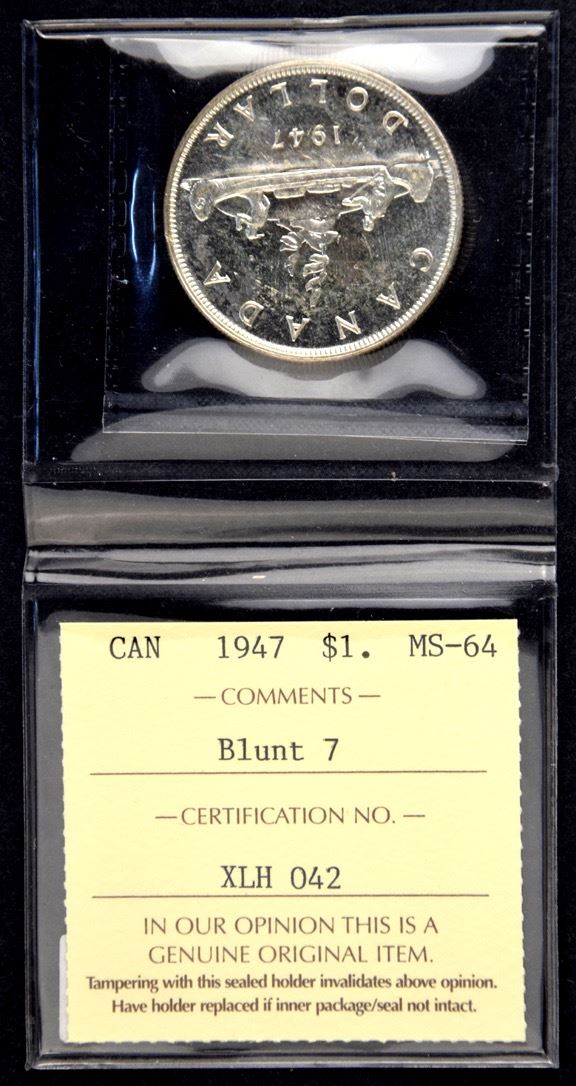 CANADA
1947
DOLLAR
CAN 1947 $1. MS-64
— COMMENTS —
Blunt 7
— CERTIFICATION NO. —
XLH 042
IN OUR OPINION THIS IS A
GENUINE ORIGINAL ITEM.
Tampering with this sealed holder invalidates above opinion.
Have holder replaced if inner package/seal not intact.